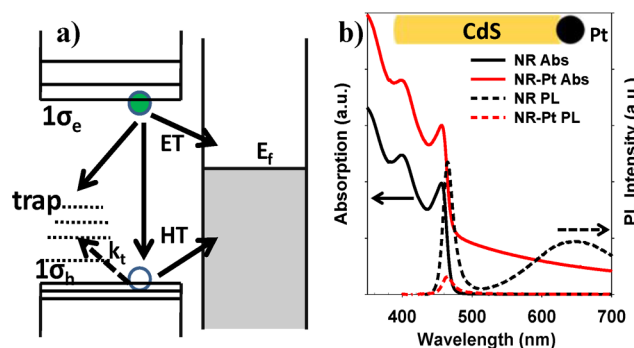 a)
1σe
ET
Ef
trap
HT
kt
1σh
b)
CdS
Pt
NR Abs
NR-Pt Abs
NR PL
NR-Pt PL
Absorption (a.u.)
PL Intensity (a.u.)
400
500
600
700
Wavelength (nm)